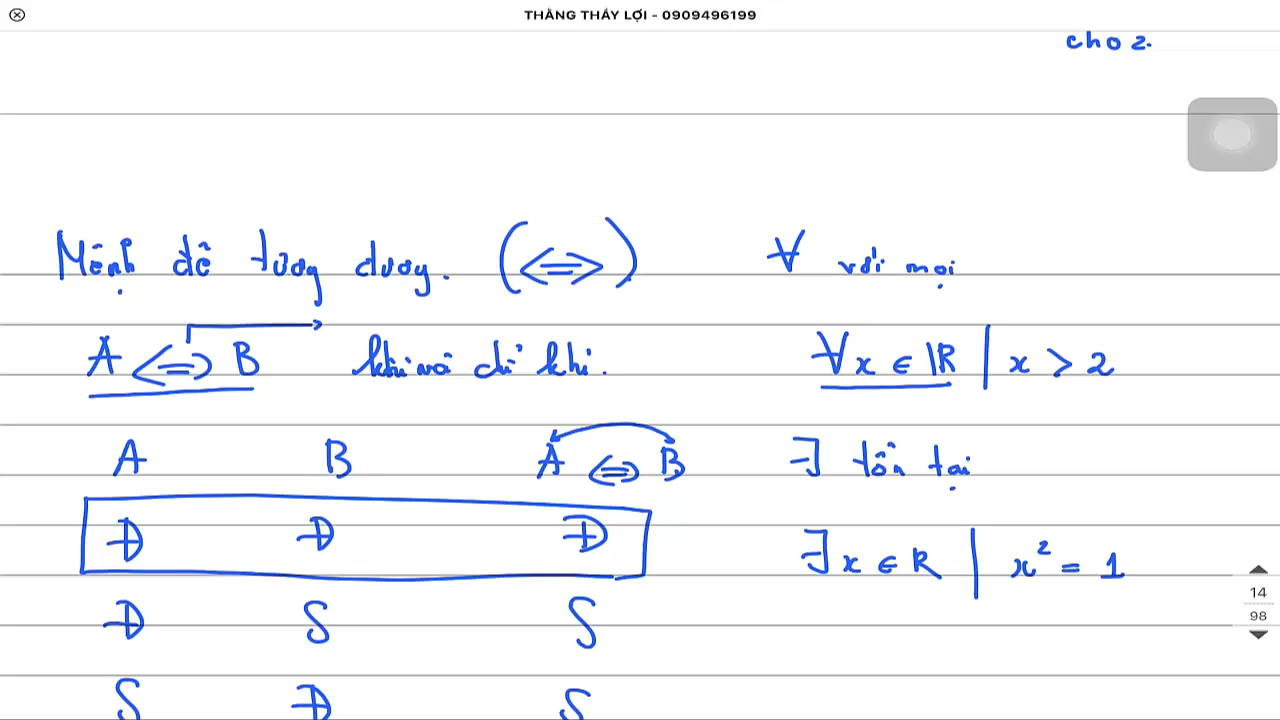 THẦNG THẦY LỢI - 0909496199
cho 2.
Mệnh đề tương đương. (<=>)
A <=> B khi và chỉ khi.
A B A <=> B
Đ Đ Đ
Đ S S
S Đ S
∀ với mọi
∀x ∈ ℝ | x > 2
∃ tồn tại
∃x ∈ R | x² = 1
14
98